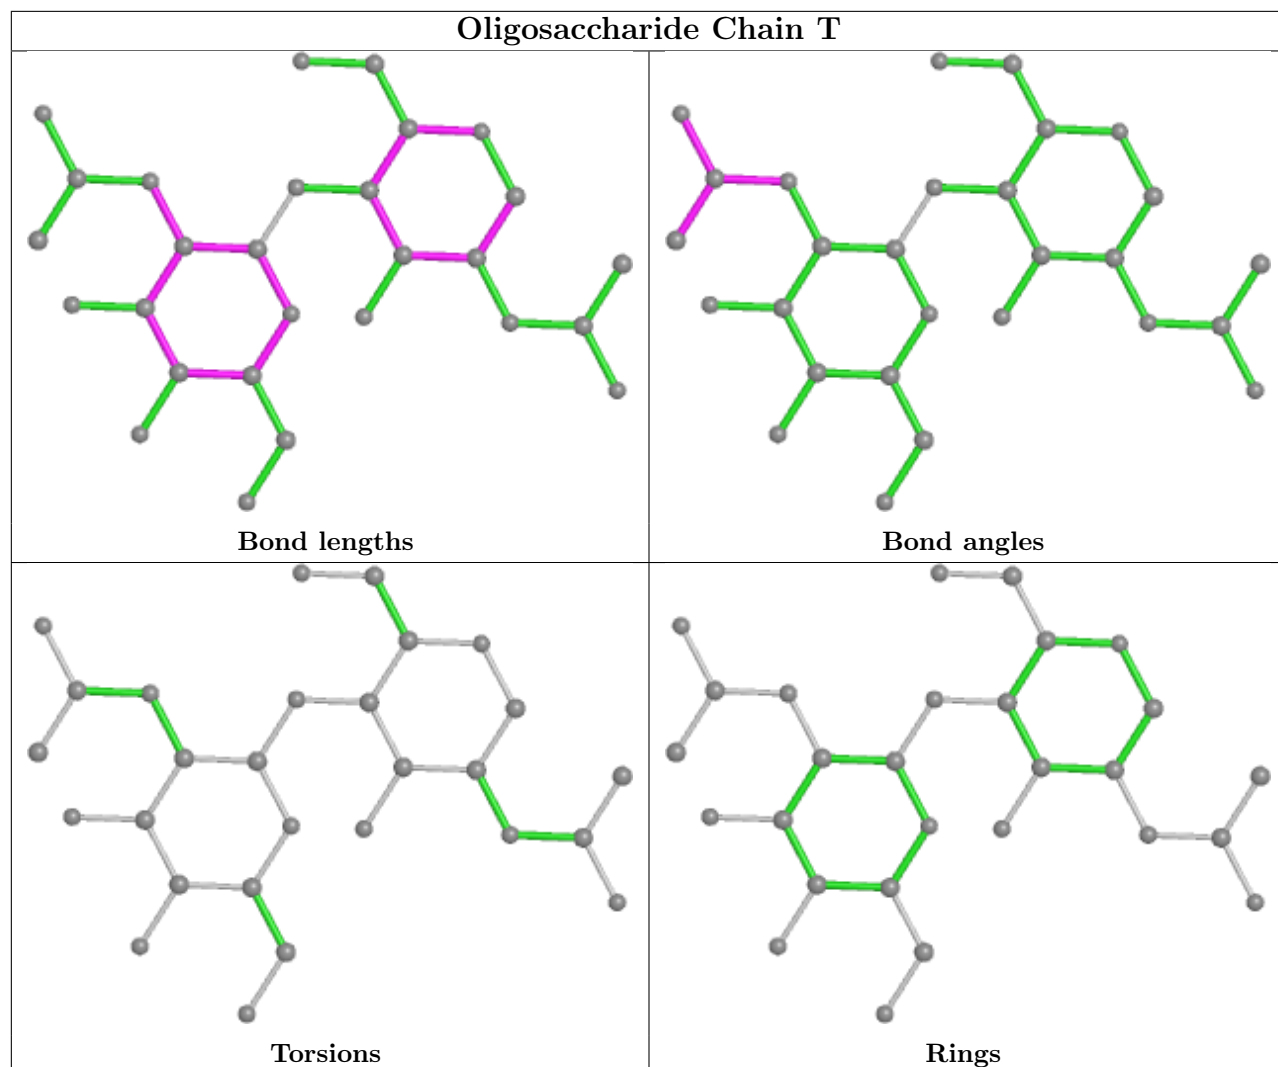 Oligosaccharide Chain T
Bond lengths
Bond angles
Torsions
Rings